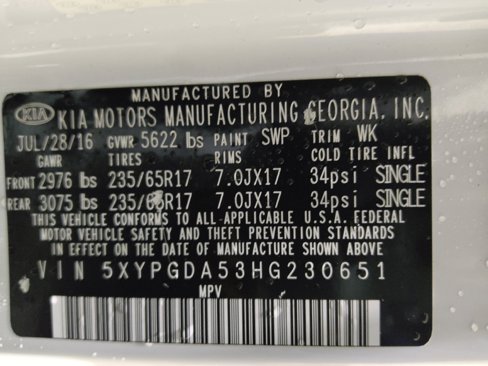 MANUFACTURED BY
KIA KIA MOTORS MANUFACTURING GEORGIA, INC.
JUL/28/16 GVWR 5622 lbs PAINT SWP TRIM WK
GAWR TIRES RIMS COLD TIRE INFL
FRONT 2976 lbs 235/65R17 7.0JX17 34psi SINGLE
REAR 3075 lbs 235/65R17 7.0JX17 34psi SINGLE
THIS VEHICLE CONFORMS TO ALL APPLICABLE U.S.A. FEDERAL
MOTOR VEHICLE SAFETY AND THEFT PREVENTION STANDARDS
IN EFFECT ON THE DATE OF MANUFACTURE SHOWN ABOVE.
VIN 5XYPGDA53HG230651
MPV